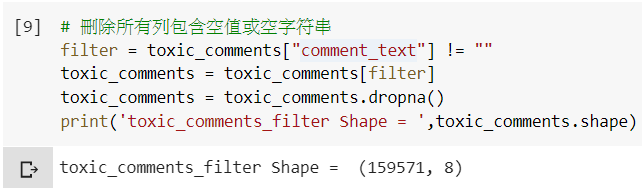 [9] # 刪除所有列包含空值或空字符串
filter = toxic_comments["comment_text"] != ""
toxic_comments = toxic_comments[filter]
toxic_comments = toxic_comments.dropna()
print('toxic_comments_filter Shape = ',toxic_comments.shape)
toxic_comments_filter Shape =  (159571, 8)